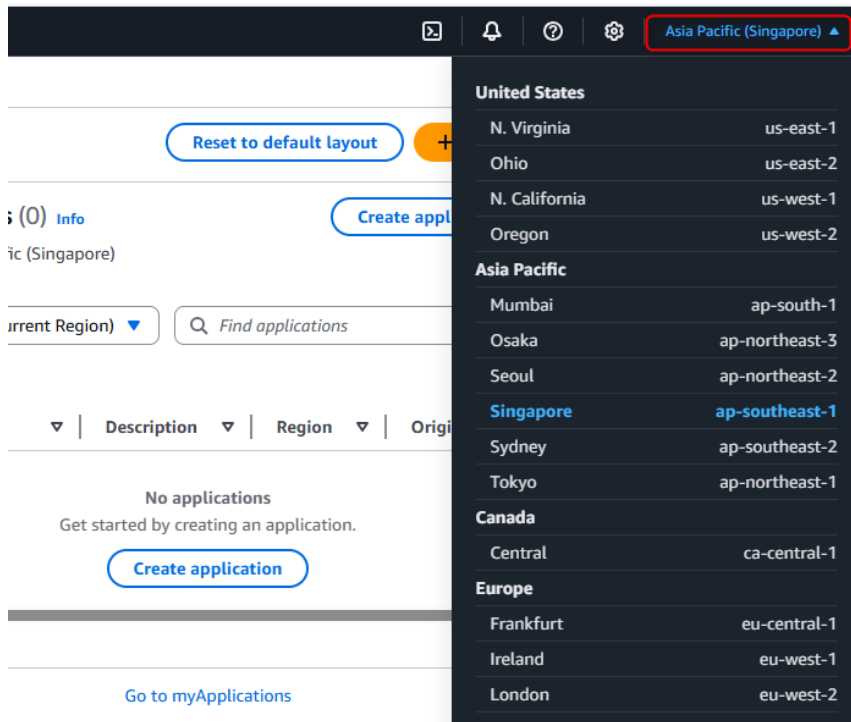 Asia Pacific (Singapore)
Reset to default layout
+
(0) Info
Create appl
ic (Singapore)
rrent Region)
Find applications
Description
Region
Origi
No applications
Get started by creating an application.
Create application
Go to myApplications
United States
N. Virginia us-east-1
Ohio us-east-2
N. California us-west-1
Oregon us-west-2
Asia Pacific
Mumbai ap-south-1
Osaka ap-northeast-3
Seoul ap-northeast-2
Singapore ap-southeast-1
Sydney ap-southeast-2
Tokyo ap-northeast-1
Canada
Central ca-central-1
Europe
Frankfurt eu-central-1
Ireland eu-west-1
London eu-west-2